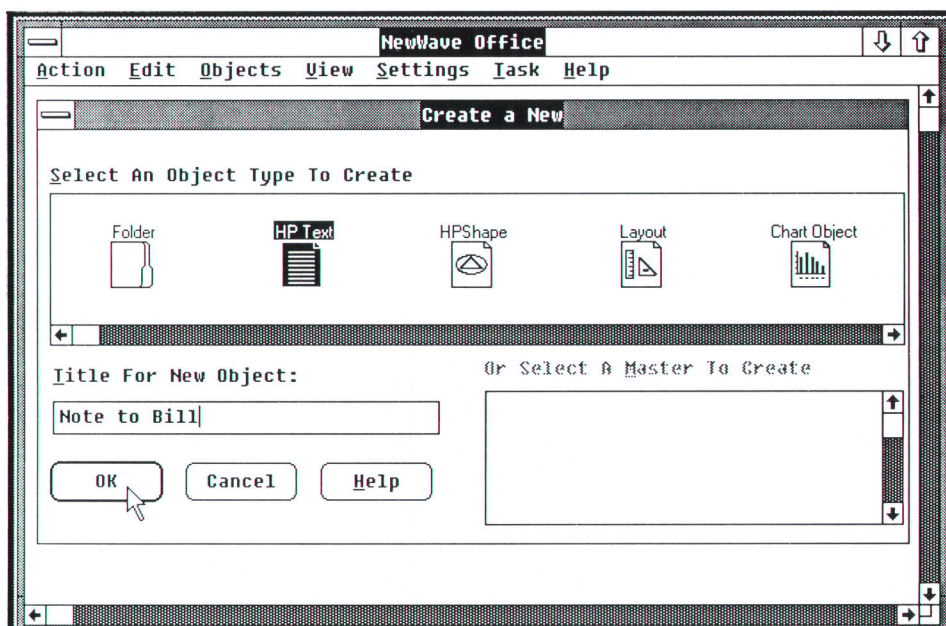 NewWave Office
Action Edit Objects View Settings Task Help
Create a New
Select An Object Type To Create
Folder HP Text HPShape Layout Chart Object
Title For New Object:
Or Select A Master To Create
Note to Bill
OK Cancel Help